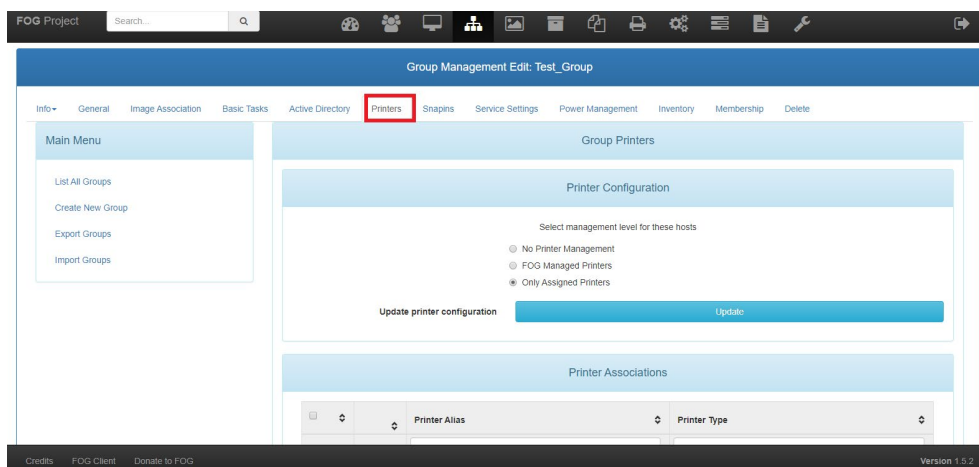 FOG Project
Search...
Group Management Edit: Test_Group
Info General Image Association Basic Tasks Active Directory Printers Snapins Service Settings Power Management Inventory Membership Delete
Main Menu
List All Groups
Create New Group
Export Groups
Import Groups
Group Printers
Printer Configuration
Select management level for these hosts
No Printer Management
FOG Managed Printers
Only Assigned Printers
Update printer configuration Update
Printer Associations
Printer Alias Printer Type
Credits FOG Client Donate to FOG Version 1.5.2